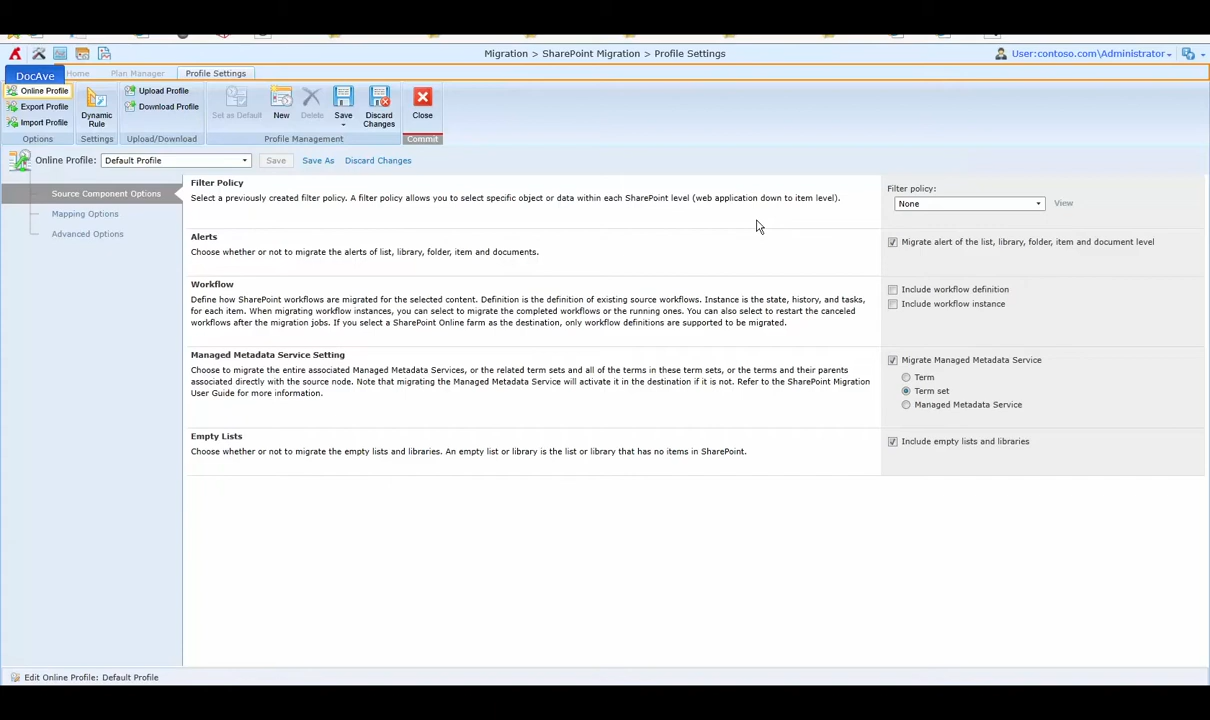 Migration > SharePoint Migration > Profile Settings
User:contoso.com\Administrator
DocAve
Home
Plan Manager
Profile Settings
Online Profile
Export Profile
Import Profile
Options
Dynamic Rule
Settings
Upload Profile
Download Profile
Upload/Download
Set as Default
New
Delete
Save
Discard Changes
Profile Management
Close
Commit
Online Profile:
Default Profile
Save
Save As
Discard Changes
Source Component Options
Mapping Options
Advanced Options
Filter Policy
Select a previously created filter policy. A filter policy allows you to select specific object or data within each SharePoint level (web application down to item level).
Filter policy:
None
View
Alerts
Choose whether or not to migrate the alerts of list, library, folder, item and documents.
Migrate alert of the list, library, folder, item and document level
Workflow
Define how SharePoint workflows are migrated for the selected content. Definition is the definition of existing source workflows. Instance is the state, history, and tasks,
for each item. When migrating workflow instances, you can select to migrate the completed workflows or the running ones. You can also select to restart the canceled
workflows after the migration jobs. If you select a SharePoint Online farm as the destination, only workflow definitions are supported to be migrated.
Include workflow definition
Include workflow instance
Managed Metadata Service Setting
Choose to migrate the entire associated Managed Metadata Services, or the related term sets and all of the terms in these term sets, or the terms and their parents
associated directly with the source node. Note that migrating the Managed Metadata Service will activate it in the destination if it is not. Refer to the SharePoint Migration
User Guide for more information.
Migrate Managed Metadata Service
Term
Term set
Managed Metadata Service
Empty Lists
Choose whether or not to migrate the empty lists and libraries. An empty list or library is the list or library that has no items in SharePoint.
Include empty lists and libraries
Edit Online Profile: Default Profile